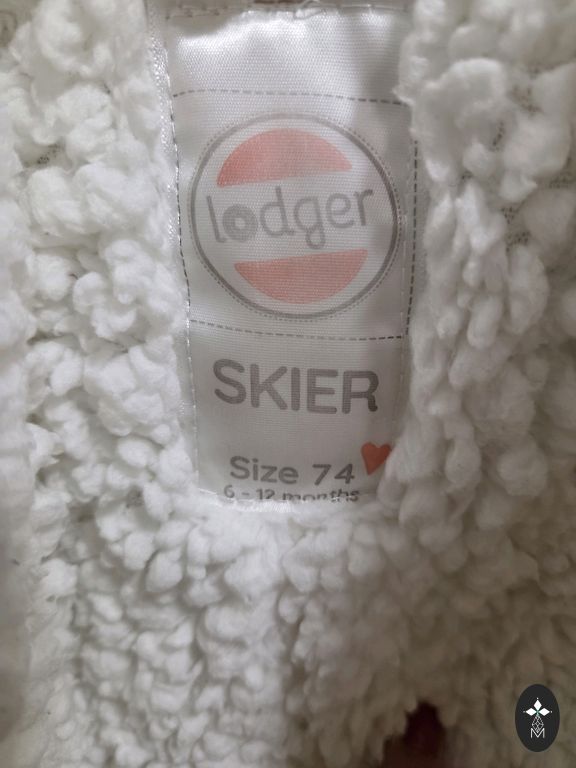 lodger
SKIER
Size 74
6 - 12 months